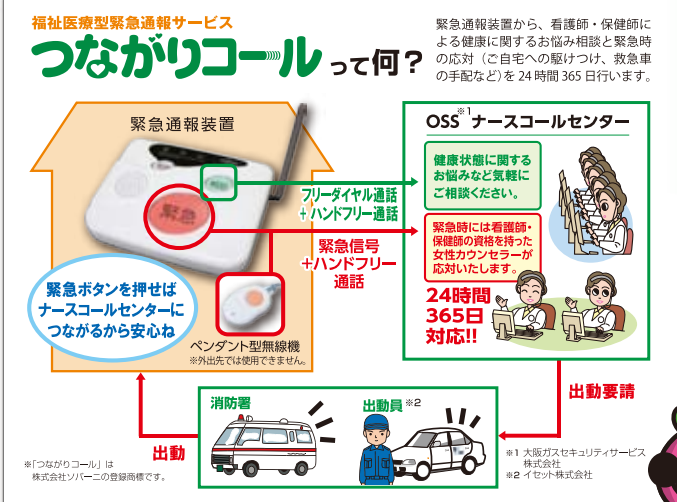 福祉医療型緊急通報サービス
つながりコール って何？
緊急通報装置から、看護師・保健師に
よる健康に関するお悩み相談と緊急時
の応対（ご自宅への駆けつけ、救急車
の手配など）を24時間365日行います。
緊急通報装置
緊急
フリーダイヤル通話
＋ハンドフリー通話
緊急信号
＋ハンドフリー
通話
緊急ボタンを押せば
ナースコールセンターに
つながるから安心ね
ペンダント型無線機
※外出先では使用できません。
OSS※1ナースコールセンター
健康状態に関する
お悩みなど気軽に
ご相談ください。
緊急時には看護師・
保健師の資格を持った
女性カウンセラーが
応対いたします。
24時間
365日
対応!!
出動要請
消防署
出動員※2
出動
※「つながりコール」は
株式会社ソパーニの登録商標です。
※1 大阪ガスセキュリティサービス
株式会社
※2 イセット株式会社